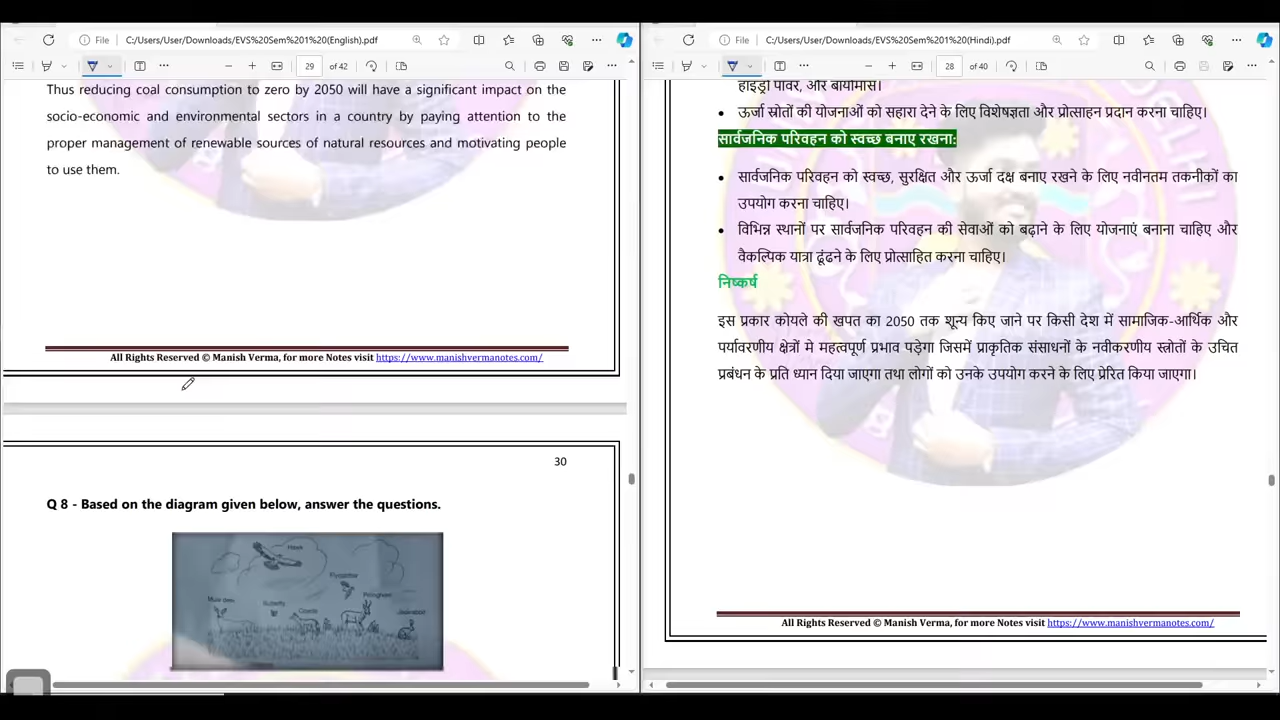 File C:/Users/User/Downloads/EVS%20Sem%201%20(English).pdf
29 of 42
Thus reducing coal consumption to zero by 2050 will have a significant impact on the
socio-economic and environmental sectors in a country by paying attention to the
proper management of renewable sources of natural resources and motivating people
to use them.
All Rights Reserved © Manish Verma, for more Notes visit https://www.manishvermanotes.com/
30
Q 8 - Based on the diagram given below, answer the questions.
Hawk
Mule deer
Butterfly
Coyote
Jackrabbit
File C:/Users/User/Downloads/EVS%20Sem%201%20(Hindi).pdf
28 of 40
हाइड्रो पावर, और बायोमास।
• ऊर्जा स्रोतों की योजनाओं को सहारा देने के लिए विशेषज्ञता और प्रोत्साहन प्रदान करना चाहिए।
सार्वजनिक परिवहन को स्वच्छ बनाए रखना:
• सार्वजनिक परिवहन को स्वच्छ, सुरक्षित और ऊर्जा दक्ष बनाए रखने के लिए नवीनतम तकनीकों का
उपयोग करना चाहिए।
• विभिन्न स्थानों पर सार्वजनिक परिवहन की सेवाओं को बढ़ाने के लिए योजनाएं बनाना चाहिए और
वैकल्पिक यात्रा ढूंढने के लिए प्रोत्साहित करना चाहिए।
निष्कर्ष
इस प्रकार कोयले की खपत का 2050 तक शून्य किए जाने पर किसी देश में सामाजिक-आर्थिक और
पर्यावरणीय क्षेत्रों मे महत्वपूर्ण प्रभाव पड़ेगा जिसमें प्राकृतिक संसाधनों के नवीकरणीय स्त्रोतों के उचित
प्रबंधन के प्रति ध्यान दिया जाएगा तथा लोगों को उनके उपयोग करने के लिए प्रेरित किया जाएगा।
All Rights Reserved © Manish Verma, for more Notes visit https://www.manishvermanotes.com/